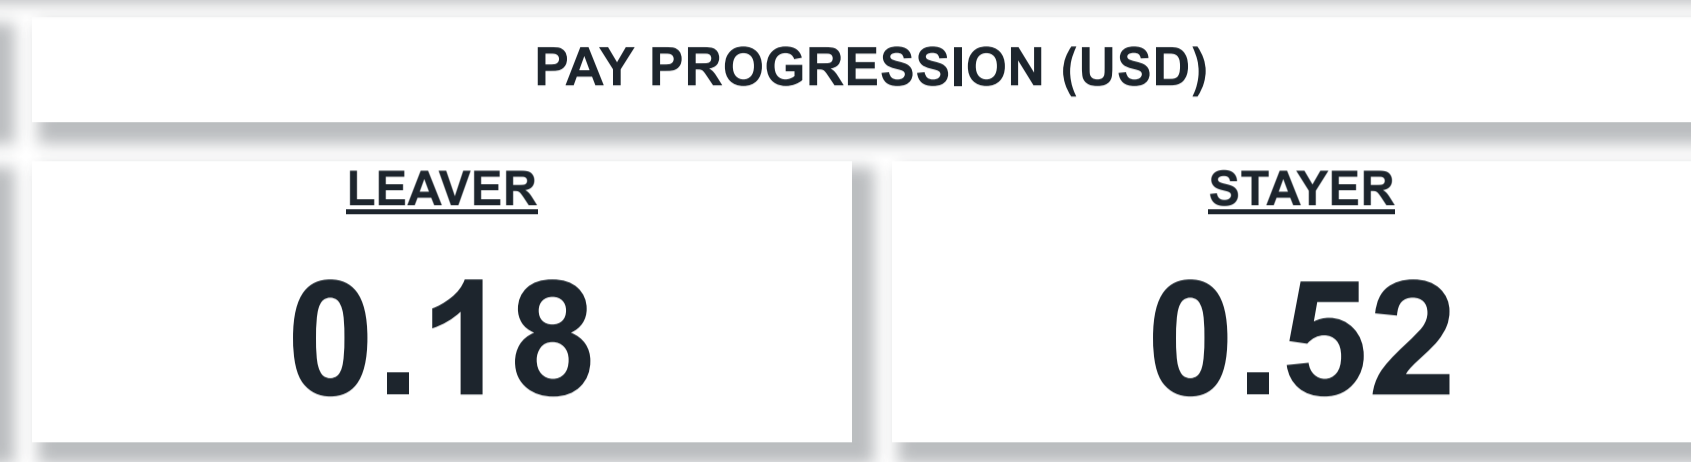 PAY PROGRESSION (USD)
LEAVER
STAYER
0.18
0.52